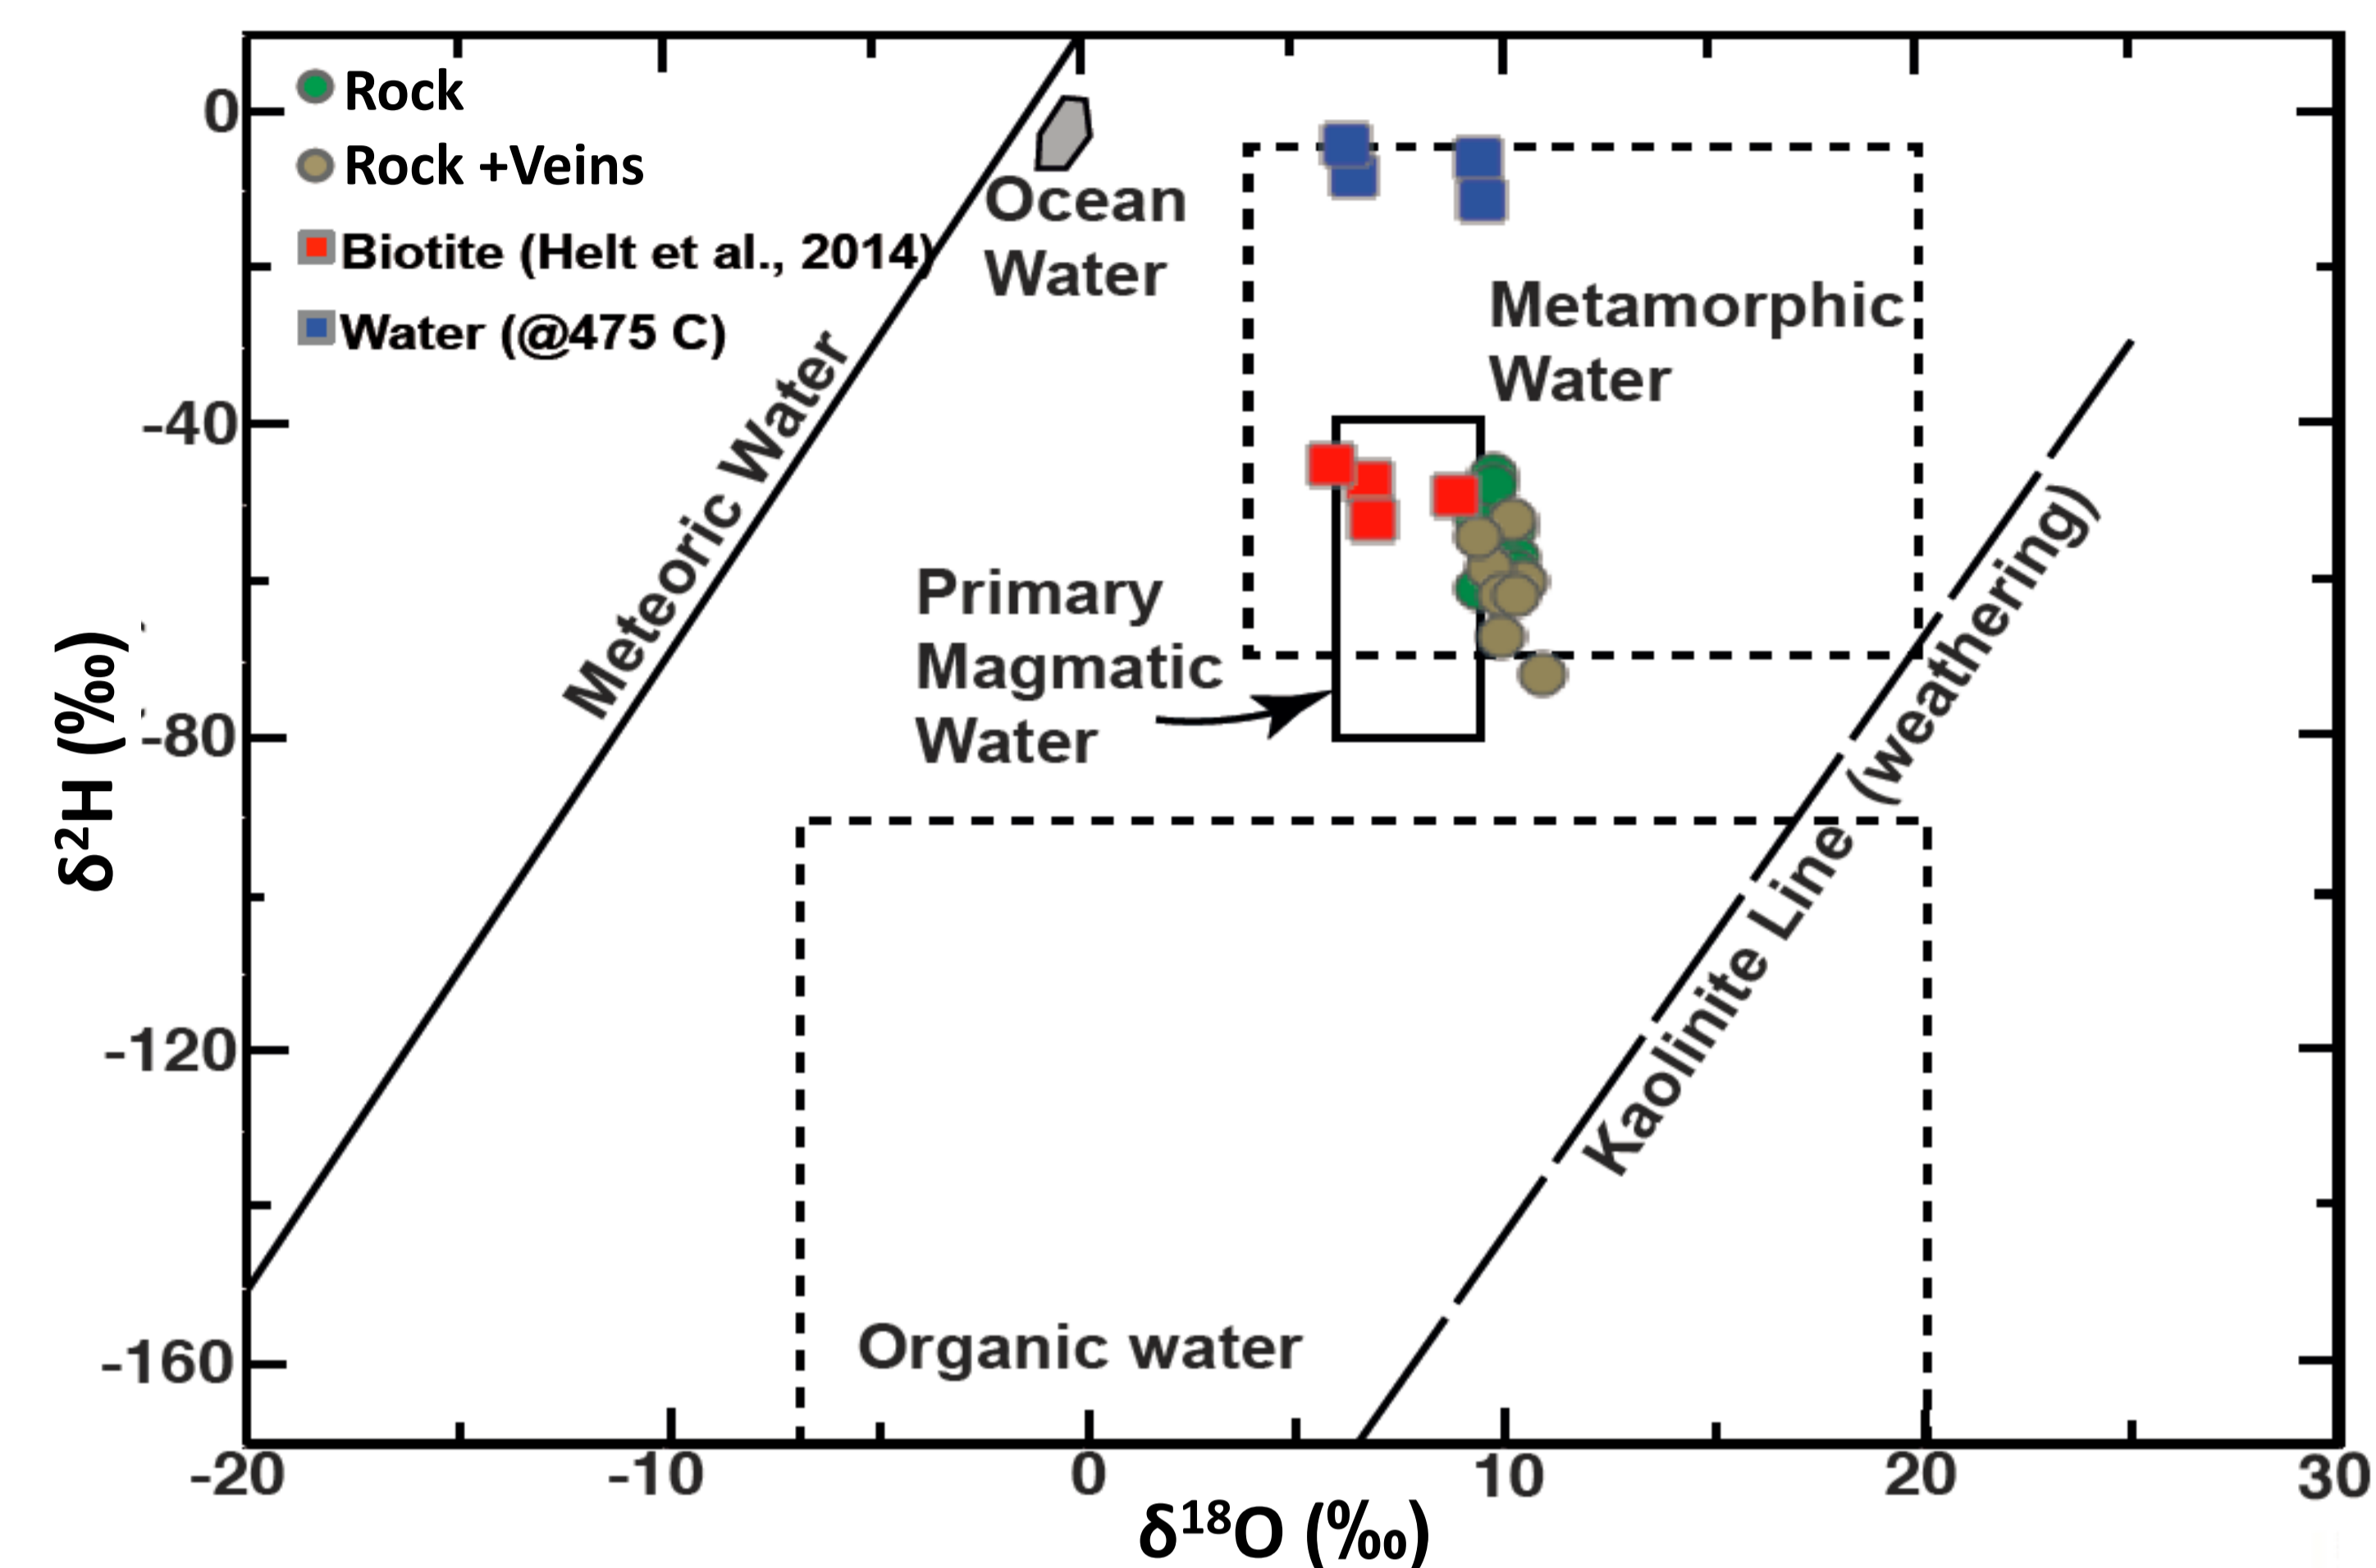 Rock
Rock +Veins
Biotite (Helt et al., 2014)
Water (@475 C)
Ocean
Water
Metamorphic
Water
Meteoric Water
Primary
Magmatic
Water
Kaolinite Line (weathering)
Organic water
δ²H (‰)
0
-40
-80
-120
-160
-20
-10
0
10
20
30
δ¹⁸O (‰)